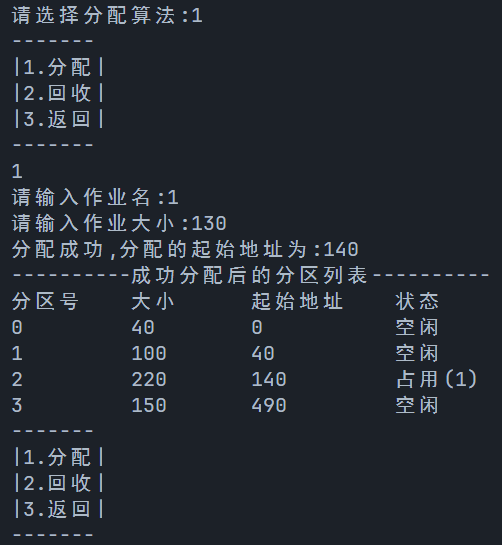 请选择分配算法:1
-------
|1.分配|
|2.回收|
|3.返回|
-------
1
请输入作业名:1
请输入作业大小:130
分配成功,分配的起始地址为:140
----------成功分配后的分区列表----------
分区号 大小 起始地址 状态
0 40 0 空闲
1 100 40 空闲
2 220 140 占用(1)
3 150 490 空闲
-------
|1.分配|
|2.回收|
|3.返回|
-------